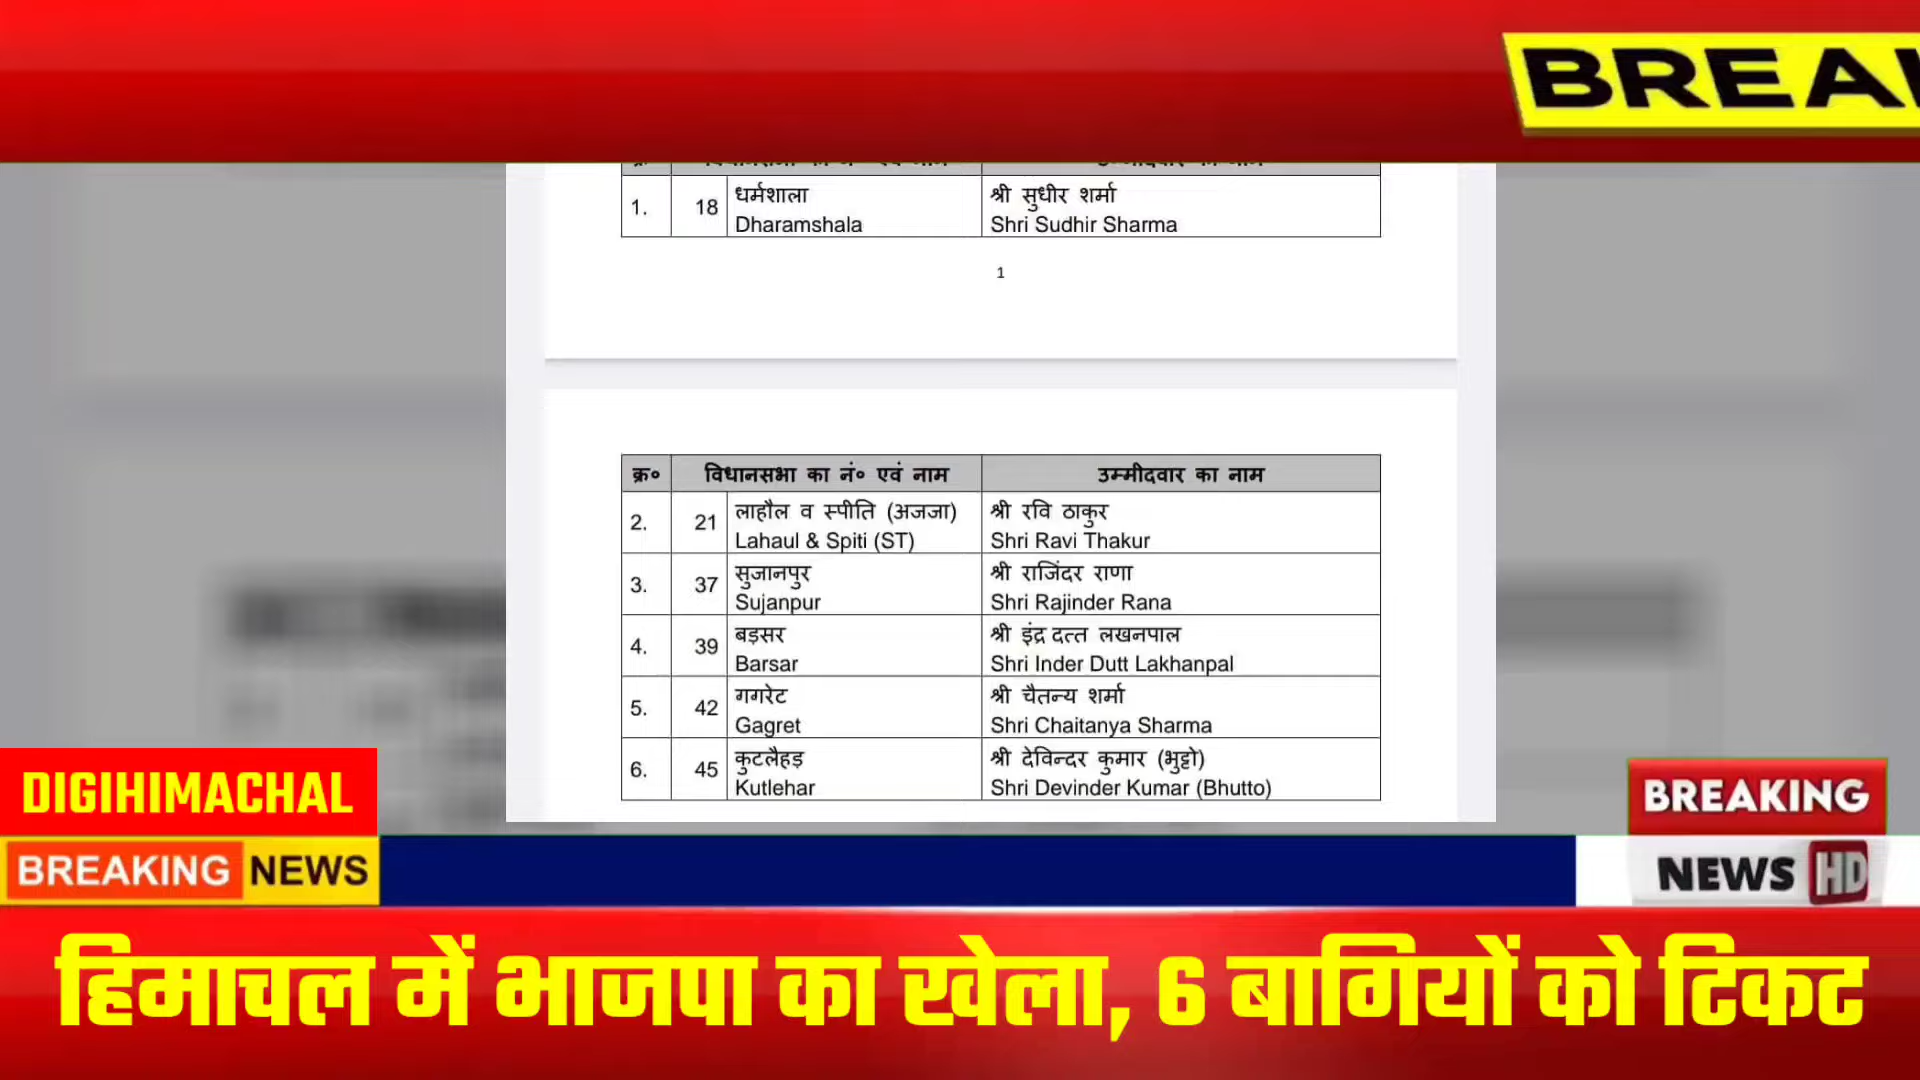 BREA
1. 18 धर्मशाला श्री सुधीर शर्मा
Dharamshala Shri Sudhir Sharma
1
क्र० विधानसभा का नं० एवं नाम उम्मीदवार का नाम
2. 21 लाहौल व स्पीति (अजजा) श्री रवि ठाकुर
Lahaul & Spiti (ST) Shri Ravi Thakur
3. 37 सुजानपुर श्री राजिंदर राणा
Sujanpur Shri Rajinder Rana
4. 39 बड़सर श्री इंद्र दत्त लखनपाल
Barsar Shri Inder Dutt Lakhanpal
5. 42 गगरेट श्री चैतन्य शर्मा
Gagret Shri Chaitanya Sharma
6. 45 कुटलैहड़ श्री देविन्दर कुमार (भुट्टो)
Kutlehar Shri Devinder Kumar (Bhutto)
DIGIHIMACHAL
BREAKING NEWS
BREAKING
NEWS HD
हिमाचल में भाजपा का खेला, 6 बागियों को टिकट